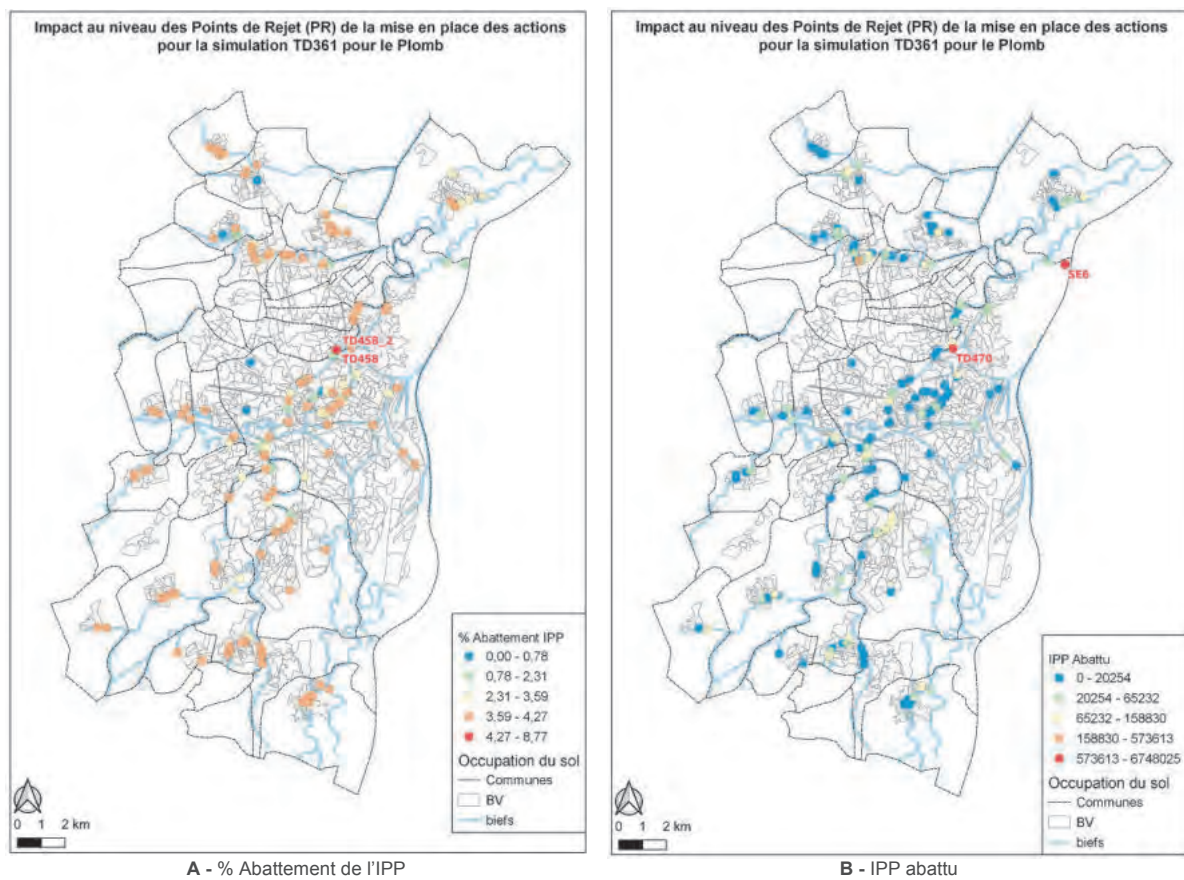 Impact au niveau des Points de Rejet (PR) de la mise en place des actions
pour la simulation TD361 pour le Plomb
TD458_2
TD458
% Abattement IPP
0,00 - 0,78
0,78 - 2,31
2,31 - 3,59
3,59 - 4,27
4,27 - 8,77
Occupation du sol
Communes
BV
biefs
0 1 2 km
A - % Abattement de l'IPP
Impact au niveau des Points de Rejet (PR) de la mise en place des actions
pour la simulation TD361 pour le Plomb
SE6
TD470
IPP Abattu
0 - 20254
20254 - 65232
65232 - 158830
158830 - 573613
573613 - 6748025
Occupation du sol
Communes
BV
biefs
0 1 2 km
B - IPP abattu